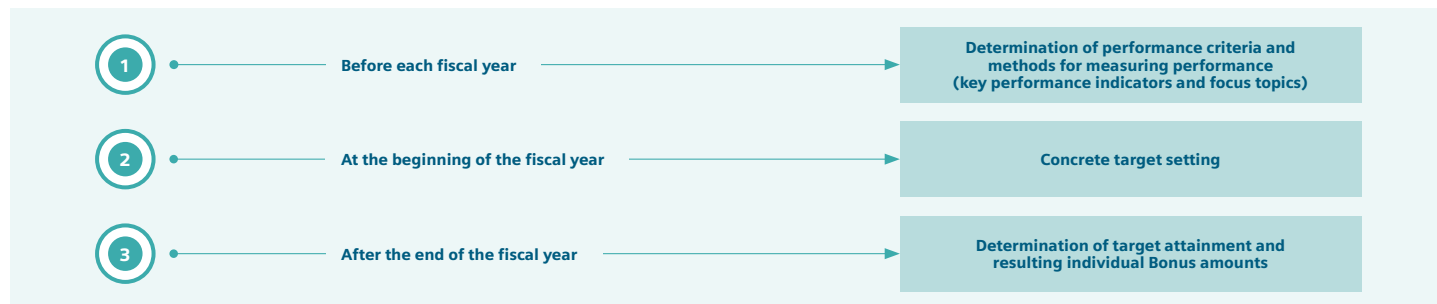 1
Before each fiscal year
Determination of performance criteria and
methods for measuring performance
(key performance indicators and focus topics)
2
At the beginning of the fiscal year
Concrete target setting
3
After the end of the fiscal year
Determination of target attainment and
resulting individual Bonus amounts